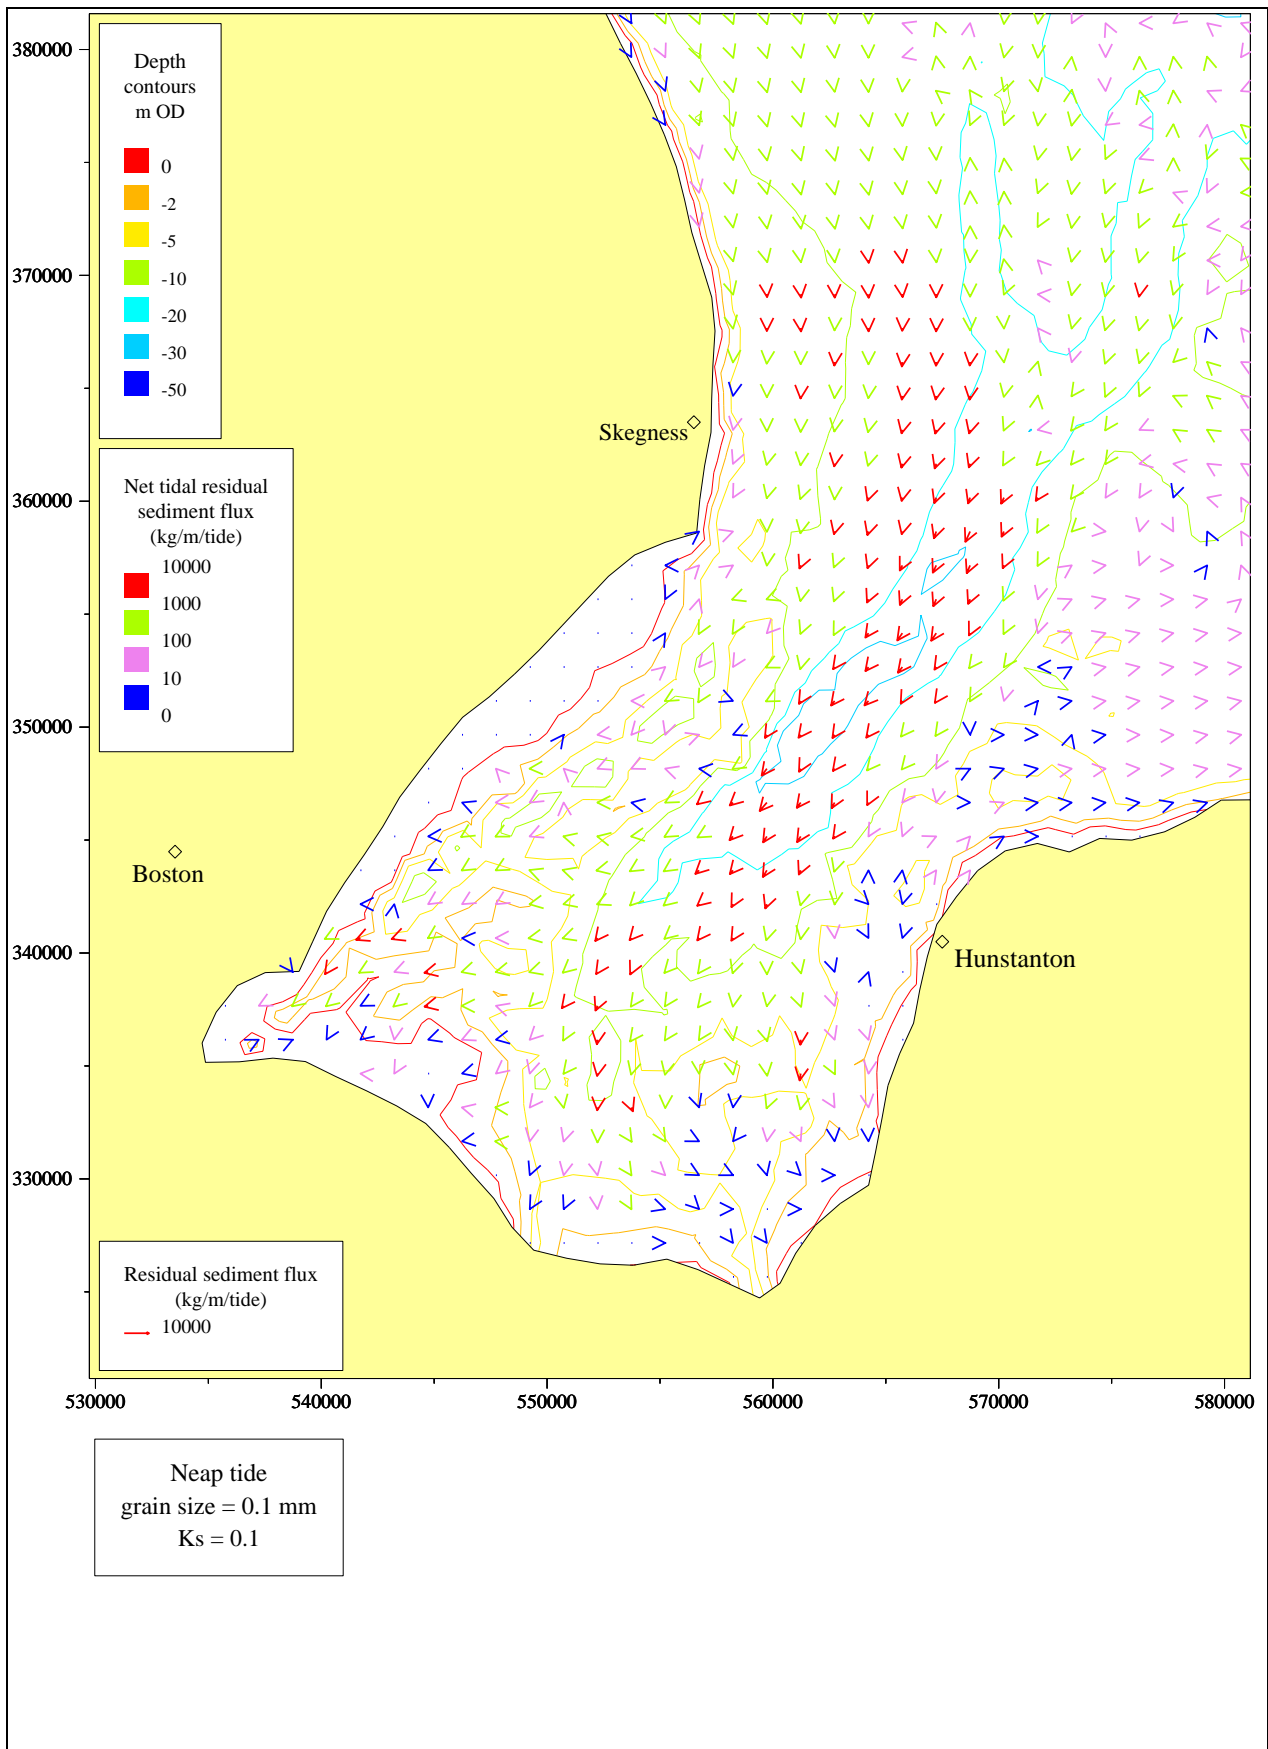 380000
370000
360000
350000
340000
330000
Depth
contours
m OD
0
-2
-5
-10
-20
-30
-50
Net tidal residual
sediment flux
(kg/m/tide)
10000
1000
100
10
0
Skegness
Boston
Hunstanton
Residual sediment flux
(kg/m/tide)
10000
530000 540000 550000 560000 570000 580000
Neap tide
grain size = 0.1 mm
Ks = 0.1